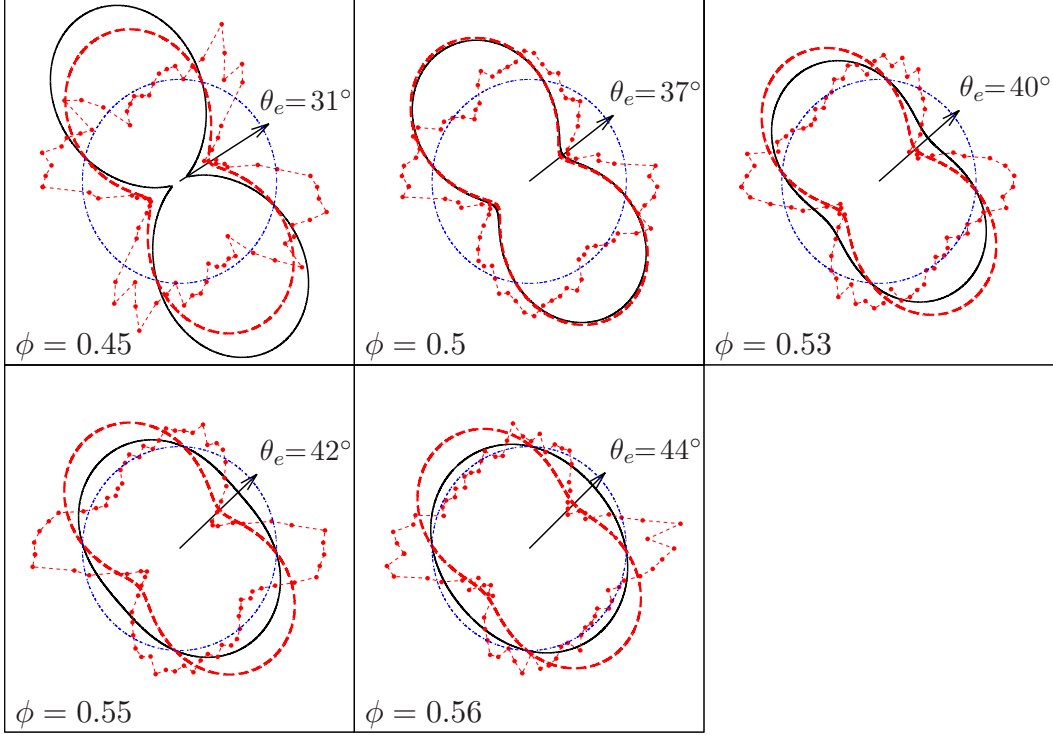 θₑ=31°
θₑ=37°
θₑ=40°
ϕ = 0.45
ϕ = 0.5
ϕ = 0.53
θₑ=42°
θₑ=44°
ϕ = 0.55
ϕ = 0.56